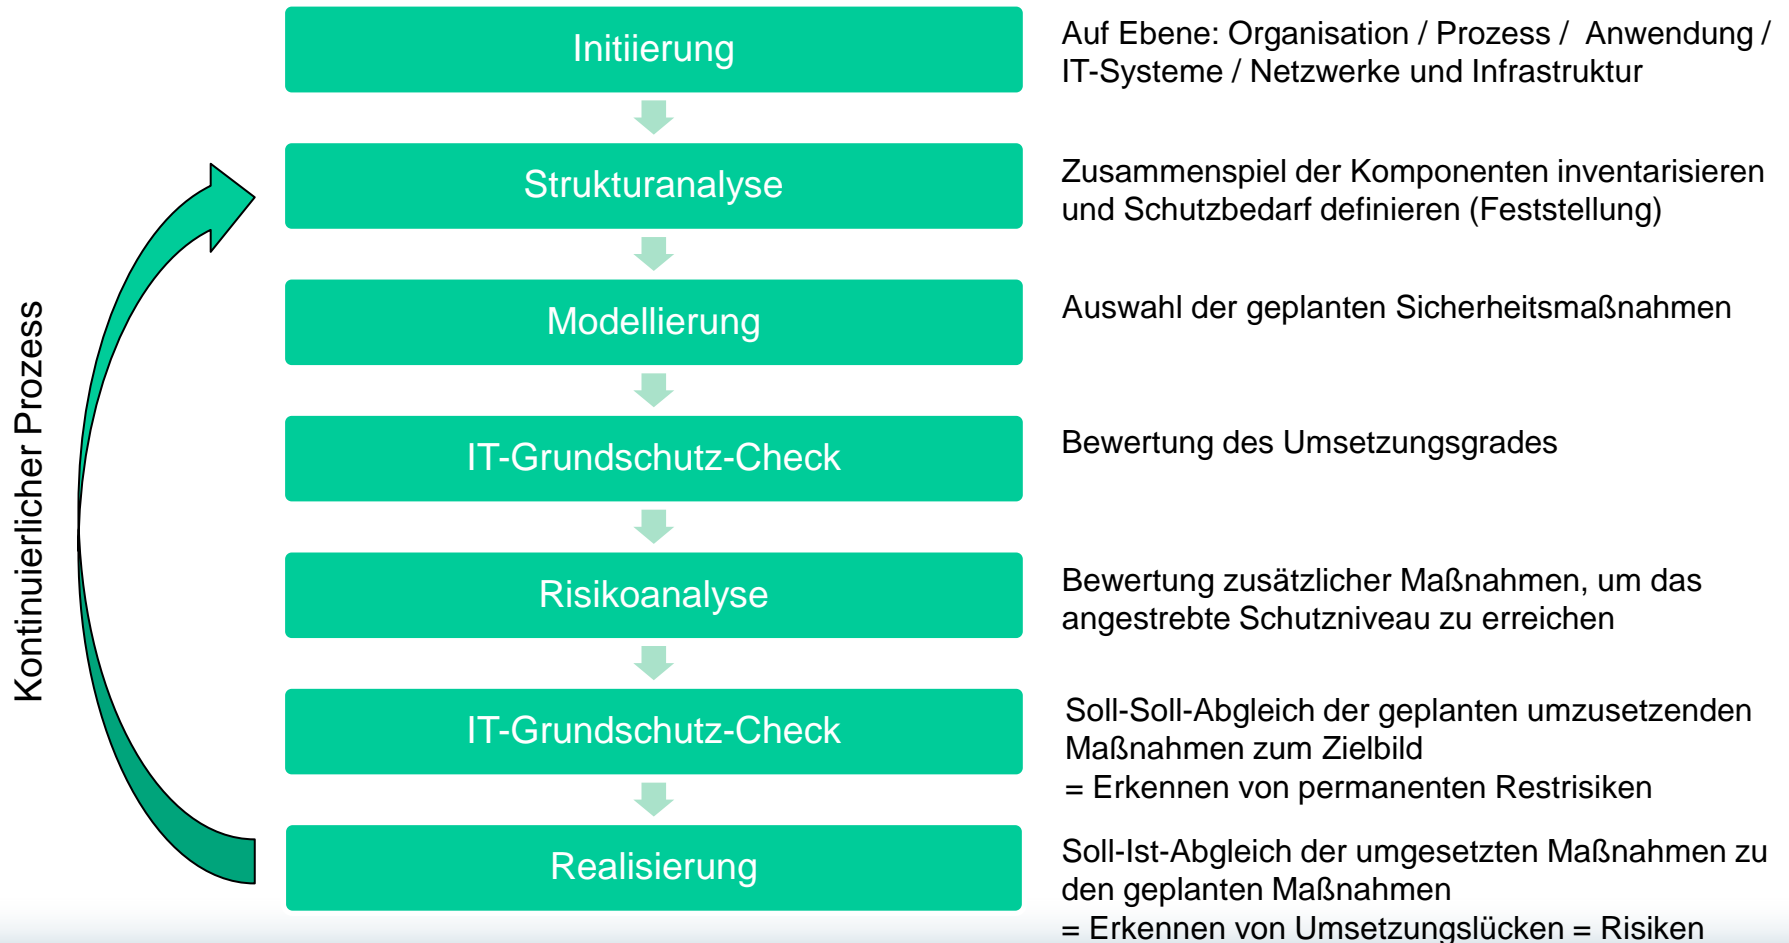 Initiierung
Auf Ebene: Organisation / Prozess / Anwendung /
IT-Systeme / Netzwerke und Infrastruktur
Strukturanalyse
Zusammenspiel der Komponenten inventarisieren
und Schutzbedarf definieren (Feststellung)
Modellierung
Auswahl der geplanten Sicherheitsmaßnahmen
IT-Grundschutz-Check
Bewertung des Umsetzungsgrades
Risikoanalyse
Bewertung zusätzlicher Maßnahmen, um das
angestrebte Schutzniveau zu erreichen
IT-Grundschutz-Check
Soll-Soll-Abgleich der geplanten umzusetzenden
Maßnahmen zum Zielbild
= Erkennen von permanenten Restrisiken
Realisierung
Soll-Ist-Abgleich der umgesetzten Maßnahmen zu
den geplanten Maßnahmen
= Erkennen von Umsetzungslücken = Risiken
Kontinuierlicher Prozess